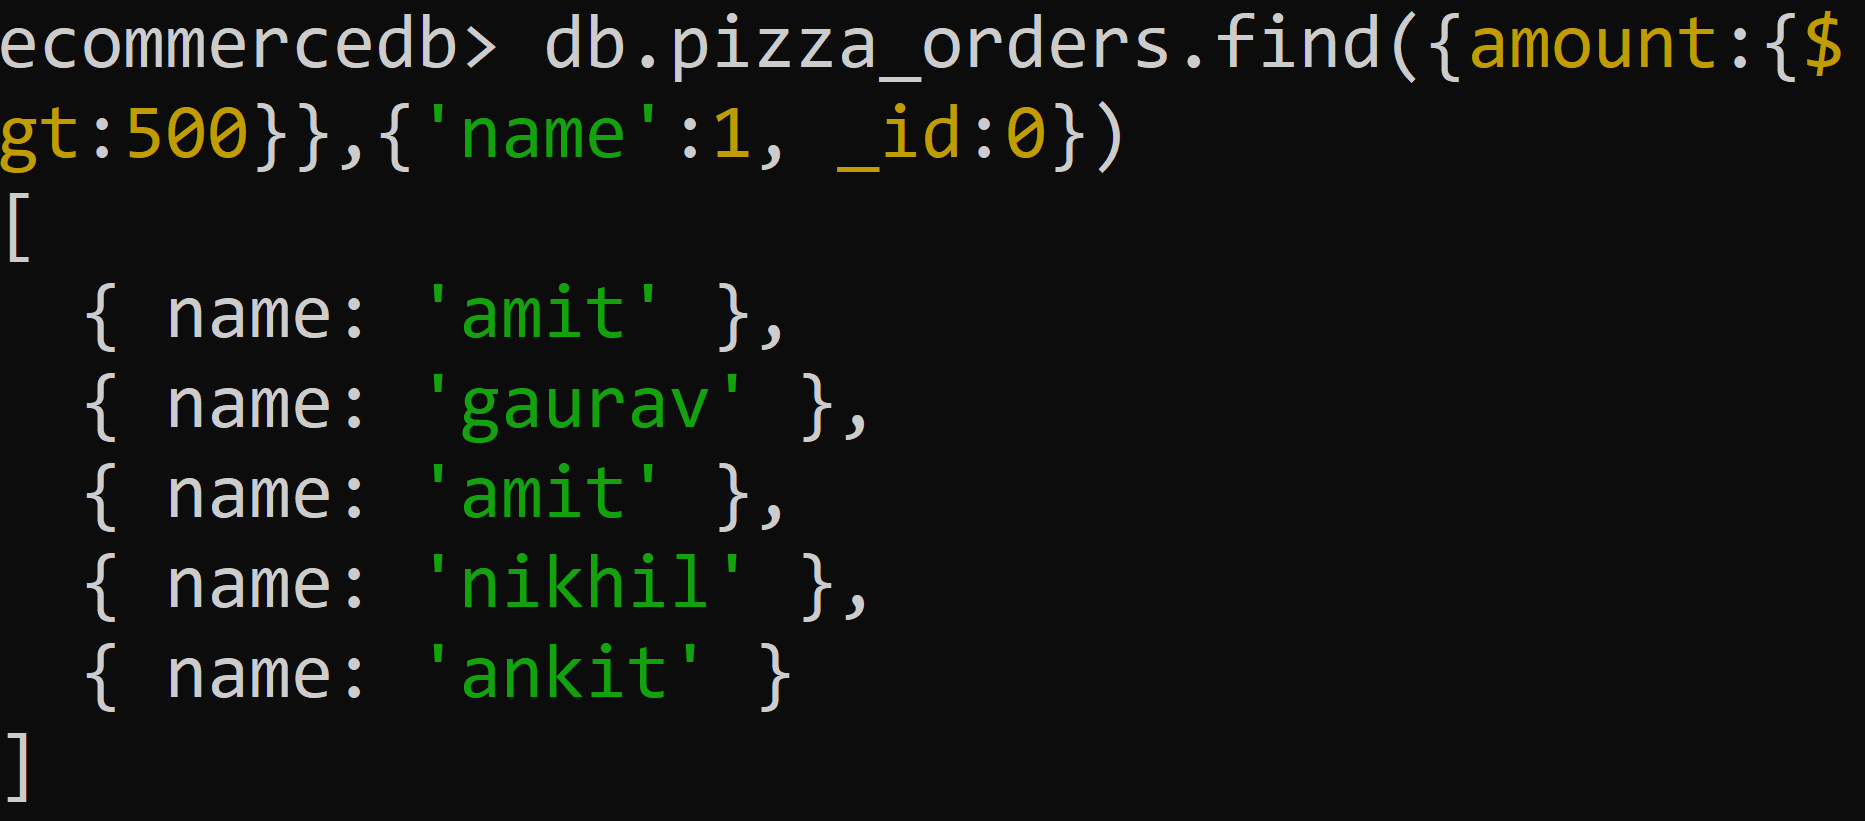 ecommercedb> db.pizza_orders.find({amount:{$
gt:500}},{'name':1, _id:0})
[
  { name: 'amit' },
  { name: 'gaurav' },
  { name: 'amit' },
  { name: 'nikhil' },
  { name: 'ankit' }
]